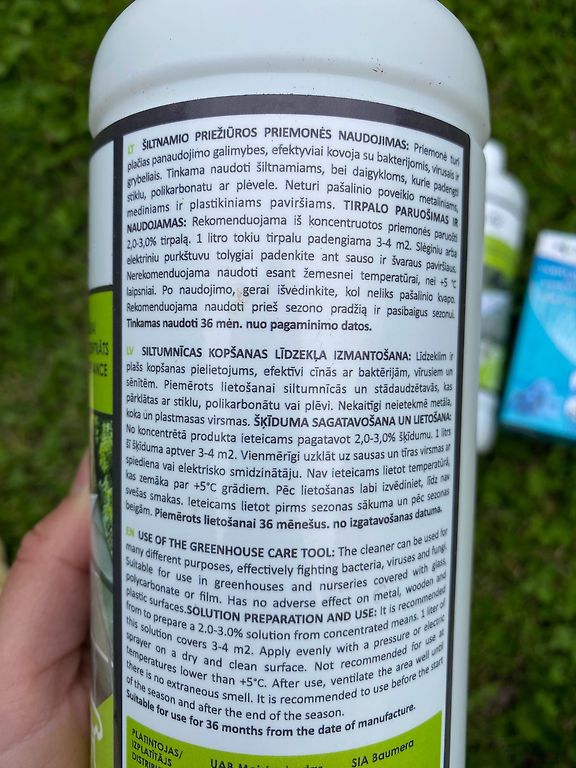 LT ŠILTNAMIO PRIEŽIŪROS PRIEMONĖS NAUDOJIMAS: Priemonė turi
plačias panaudojimo galimybes, efektyviai kovoja su bakterijomis, virusais ir
grybeliais. Tinkama naudoti šiltnamiams, bei daigykloms, kurie padengti
stiklu, polikarbonatu ar plėvele. Neturi pašalinio poveikio metaliniams,
mediniams ir plastikiniams paviršiams. TIRPALO PARUOŠIMAS IR
NAUDOJAMAS: Rekomenduojama iš koncentruotos priemonės paruošti
2,0-3,0% tirpalą. 1 litro tokiu tirpalu padengiama 3-4 m2. Slėginiu arba
elektriniu purkštuvu tolygiai padenkite ant sauso ir švaraus paviršiaus.
Nerekomenduojama naudoti esant žemesnei temperatūrai, nei +5 °C
laipsniai. Po naudojimo, gerai išvėdinkite, kol neliks pašalinio kvapo.
Rekomenduojama naudoti prieš sezono pradžią ir pasibaigus sezonui.
Tinkamas naudoti 36 mėn. nuo pagaminimo datos.
LV SILTUMNĪCAS KOPŠANAS LĪDZEKĻA IZMANTOŠANA: Līdzeklim ir
plašs kopšanas pielietojums, efektīvi cīnās ar baktērijām, vīrusiem un
sēnītēm. Piemērots lietošanai siltumnīcās un stādaudzētavās, kas
pārklātas ar stiklu, polikarbonātu vai plēvi. Nekaitīgi neietekmē metāla,
koka un plastmasas virsmas. ŠĶĪDUMA SAGATAVOŠANA UN LIETOŠANA:
No koncentrētā produkta ieteicams pagatavot 2,0-3,0% šķīdumu. 1 litrs
šī šķīduma aptver 3-4 m2. Vienmērīgi uzklāt uz sausas un tīras virsmas ar
spiediena vai elektrisko smidzinātāju. Nav ieteicams lietot temperatūrā,
kas zemāka par +5°C grādiem. Pēc lietošanas labi izvēdiniet, līdz nav
svešas smakas. Ieteicams lietot pirms sezonas sākuma un pēc sezonas
beigām. Piemērots lietošanai 36 mēnešus. no izgatavošanas datuma.
EN USE OF THE GREENHOUSE CARE TOOL: The cleaner can be used for
many different purposes, effectively fighting bacteria, viruses and fungi.
Suitable for use in greenhouses and nurseries covered with glass,
polycarbonate or film. Has no adverse effect on metal, wooden and
plastic surfaces.SOLUTION PREPARATION AND USE: It is recommended
from to prepare a 2.0-3.0% solution from concentrated means. 1 liter of
this solution covers 3-4 m2. Apply evenly with a pressure or electric
sprayer on a dry and clean surface. Not recommended for use at
temperatures lower than +5°C. After use, ventilate the area well until
there is no extraneous smell. It is recommended to use before the start
of the season and after the end of the season.
Suitable for use for 36 months from the date of manufacture.
PLATINTOJAS/
IZPLATĪTĀJS
SIA Baumera